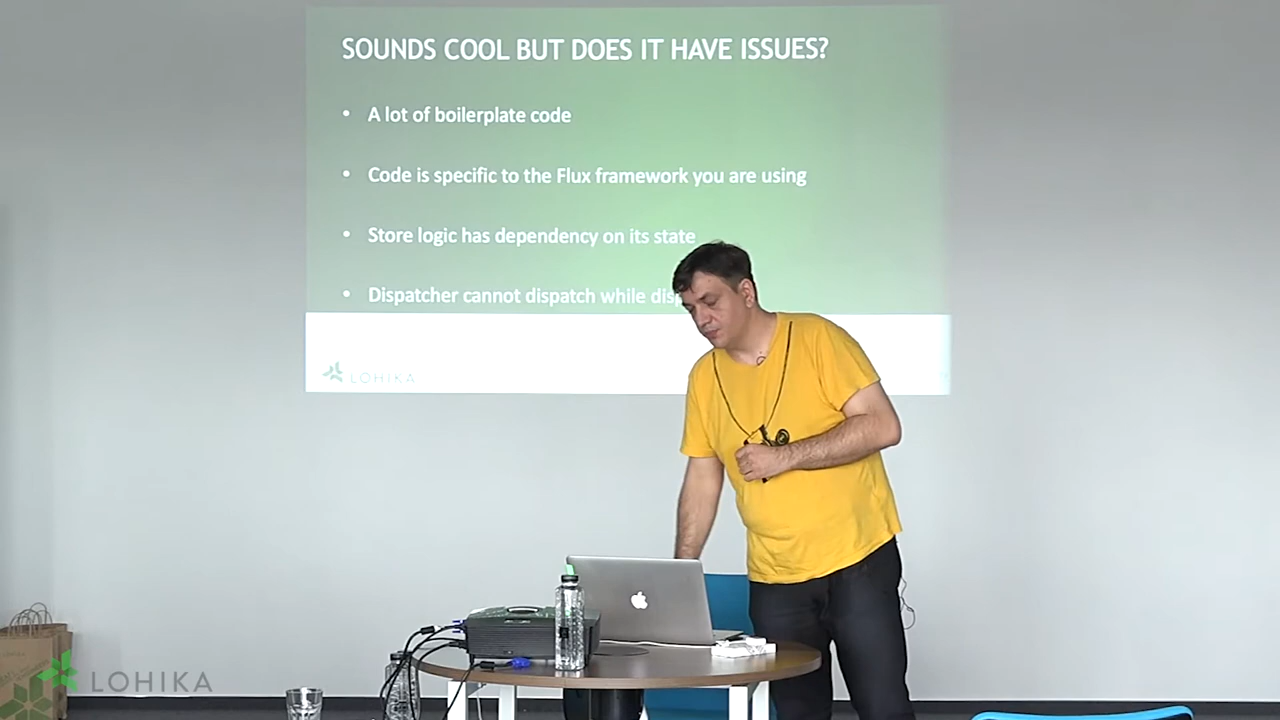 SOUNDS COOL BUT DOES IT HAVE ISSUES?
• A lot of boilerplate code
• Code is specific to the Flux framework you are using
• Store logic has dependency on its state
• Dispatcher cannot dispatch while
LOHIKA
LOHIKA